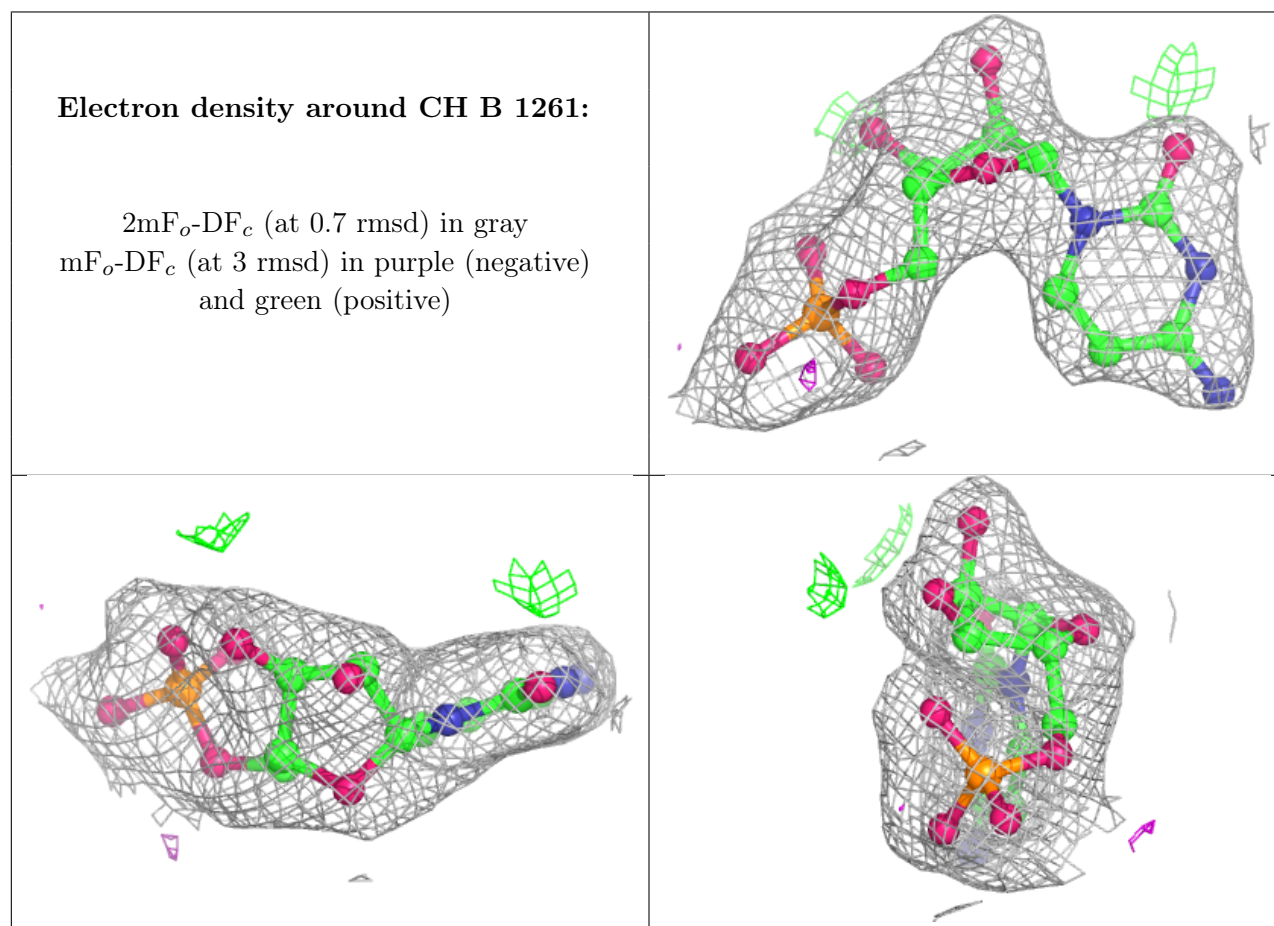 Electron density around CH B 1261:
2mFo-DFc (at 0.7 rmsd) in gray
mFo-DFc (at 3 rmsd) in purple (negative)
and green (positive)